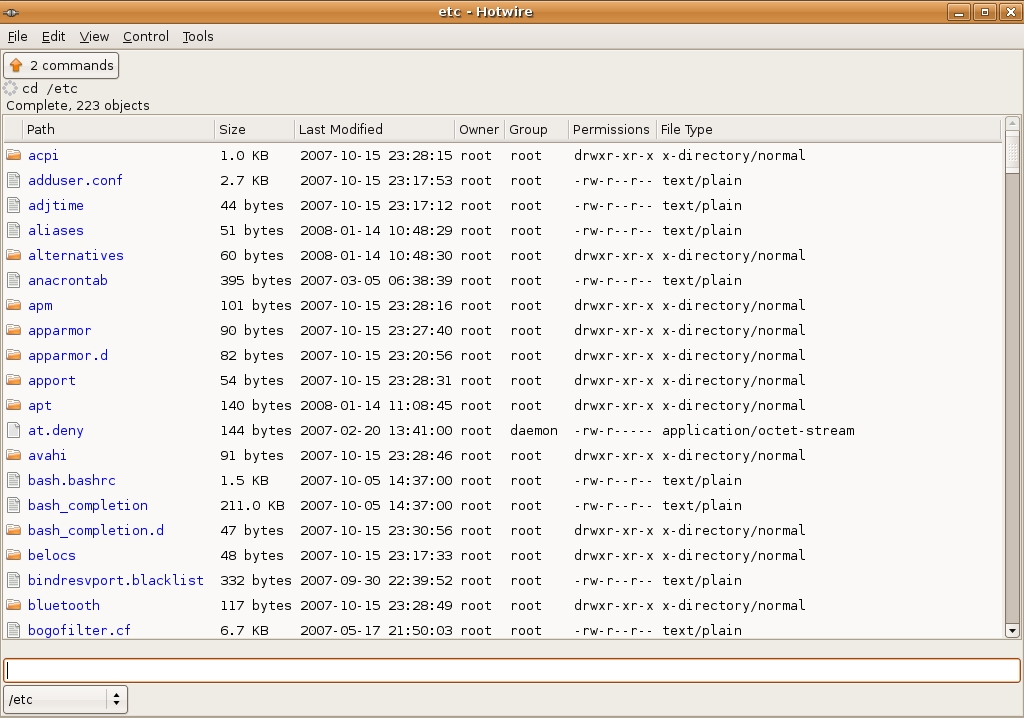 etc - Hotwire
File Edit View Control Tools
2 commands
cd /etc
Complete, 223 objects
Path Size Last Modified Owner Group Permissions File Type
acpi 1.0 KB 2007-10-15 23:28:15 root root drwxr-xr-x x-directory/normal
adduser.conf 2.7 KB 2007-10-15 23:17:53 root root -rw-r--r-- text/plain
adjtime 44 bytes 2007-10-15 23:17:12 root root -rw-r--r-- text/plain
aliases 51 bytes 2008-01-14 10:48:29 root root -rw-r--r-- text/plain
alternatives 60 bytes 2008-01-14 10:48:30 root root drwxr-xr-x x-directory/normal
anacrontab 395 bytes 2007-03-05 06:38:39 root root -rw-r--r-- text/plain
apm 101 bytes 2007-10-15 23:28:16 root root drwxr-xr-x x-directory/normal
apparmor 90 bytes 2007-10-15 23:27:40 root root drwxr-xr-x x-directory/normal
apparmor.d 82 bytes 2007-10-15 23:20:56 root root drwxr-xr-x x-directory/normal
apport 54 bytes 2007-10-15 23:28:31 root root drwxr-xr-x x-directory/normal
apt 140 bytes 2008-01-14 11:08:45 root root drwxr-xr-x x-directory/normal
at.deny 144 bytes 2007-02-20 13:41:00 root daemon -rw-r----- application/octet-stream
avahi 91 bytes 2007-10-15 23:28:46 root root drwxr-xr-x x-directory/normal
bash.bashrc 1.5 KB 2007-10-05 14:37:00 root root -rw-r--r-- text/plain
bash_completion 211.0 KB 2007-10-05 14:37:00 root root -rw-r--r-- text/plain
bash_completion.d 47 bytes 2007-10-15 23:30:56 root root drwxr-xr-x x-directory/normal
belocs 48 bytes 2007-10-15 23:17:33 root root drwxr-xr-x x-directory/normal
bindresvport.blacklist 332 bytes 2007-09-30 22:39:52 root root -rw-r--r-- text/plain
bluetooth 117 bytes 2007-10-15 23:28:49 root root drwxr-xr-x x-directory/normal
bogofilter.cf 6.7 KB 2007-05-17 21:50:03 root root -rw-r--r-- text/plain
/etc